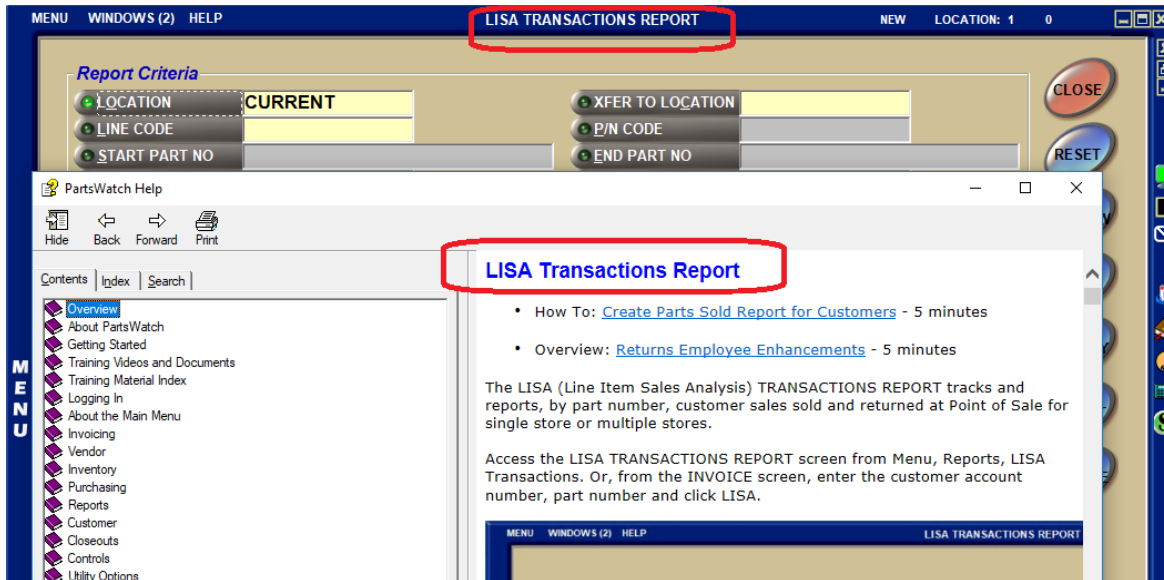 MENU WINDOWS (2) HELP LISA TRANSACTIONS REPORT NEW LOCATION: 1 0
Report Criteria
LOCATION CURRENT XFER TO LOCATION
LINE CODE P/N CODE
START PART NO END PART NO
CLOSE
RESET
PartsWatch Help
Hide Back Forward Print
Contents Index Search
Overview
About PartsWatch
Getting Started
Training Videos and Documents
Training Material Index
Logging In
About the Main Menu
Invoicing
Vendor
Inventory
Purchasing
Reports
Customer
Closeouts
Controls
Utility Options
MENU
LISA Transactions Report
• How To: Create Parts Sold Report for Customers - 5 minutes
• Overview: Returns Employee Enhancements - 5 minutes
The LISA (Line Item Sales Analysis) TRANSACTIONS REPORT tracks and
reports, by part number, customer sales sold and returned at Point of Sale for
single store or multiple stores.
Access the LISA TRANSACTIONS REPORT screen from Menu, Reports, LISA
Transactions. Or, from the INVOICE screen, enter the customer account
number, part number and click LISA.
MENU WINDOWS (2) HELP LISA TRANSACTIONS REPORT